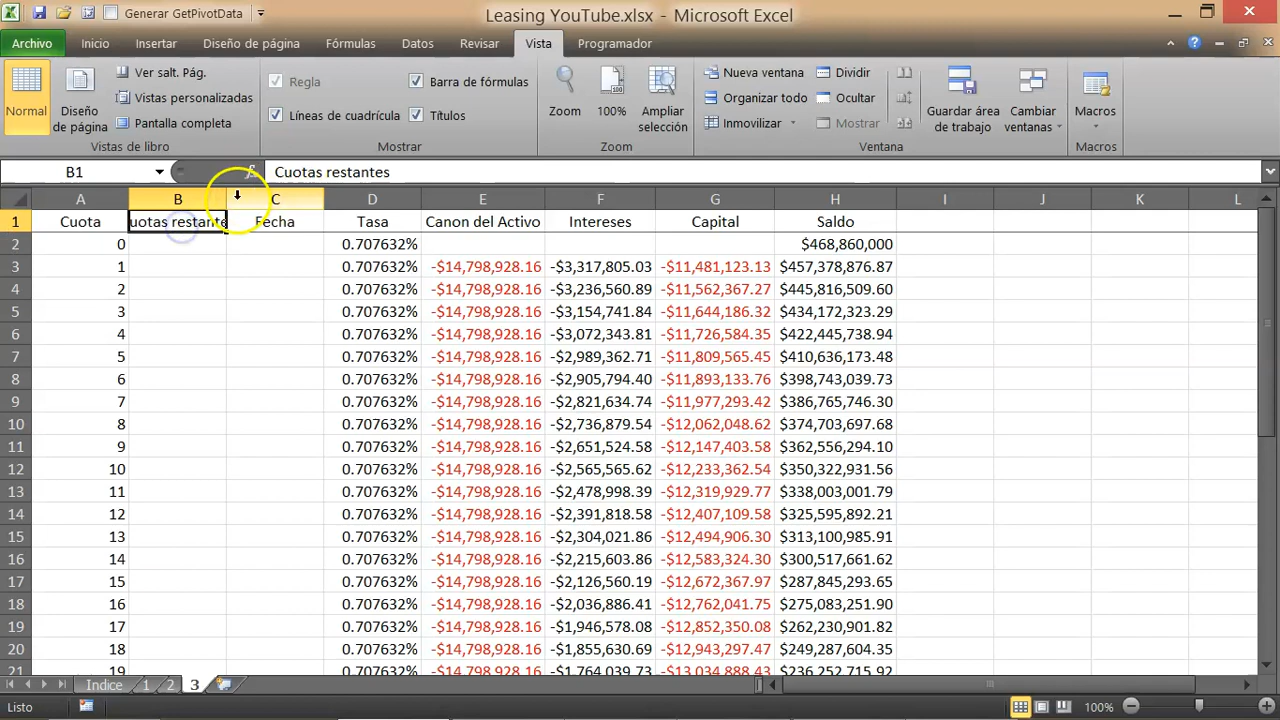 Generar GetPivotData
Leasing YouTube.xlsx - Microsoft Excel
Archivo Inicio Insertar Diseño de página Fórmulas Datos Revisar Vista Programador
Normal
Diseño de página
Ver salt. Pág.
Vistas personalizadas
Pantalla completa
Vistas de libro
Regla
Barra de fórmulas
Líneas de cuadrícula
Títulos
Mostrar
Zoom
100%
Ampliar selección
Zoom
Nueva ventana
Organizar todo
Inmovilizar
Dividir
Ocultar
Mostrar
Guardar área de trabajo
Cambiar ventanas
Ventana
Macros
Macros
B1 fx Cuotas restantes
A B C D E F G H I J K L
1 Cuota uotas restante Fecha Tasa Canon del Activo Intereses Capital Saldo
2 0 0.707632% $468,860,000
3 1 0.707632% -$14,798,928.16 -$3,317,805.03 -$11,481,123.13 $457,378,876.87
4 2 0.707632% -$14,798,928.16 -$3,236,560.89 -$11,562,367.27 $445,816,509.60
5 3 0.707632% -$14,798,928.16 -$3,154,741.84 -$11,644,186.32 $434,172,323.29
6 4 0.707632% -$14,798,928.16 -$3,072,343.81 -$11,726,584.35 $422,445,738.94
7 5 0.707632% -$14,798,928.16 -$2,989,362.71 -$11,809,565.45 $410,636,173.48
8 6 0.707632% -$14,798,928.16 -$2,905,794.40 -$11,893,133.76 $398,743,039.73
9 7 0.707632% -$14,798,928.16 -$2,821,634.74 -$11,977,293.42 $386,765,746.30
10 8 0.707632% -$14,798,928.16 -$2,736,879.54 -$12,062,048.62 $374,703,697.68
11 9 0.707632% -$14,798,928.16 -$2,651,524.58 -$12,147,403.58 $362,556,294.10
12 10 0.707632% -$14,798,928.16 -$2,565,565.62 -$12,233,362.54 $350,322,931.56
13 11 0.707632% -$14,798,928.16 -$2,478,998.39 -$12,319,929.77 $338,003,001.79
14 12 0.707632% -$14,798,928.16 -$2,391,818.58 -$12,407,109.58 $325,595,892.21
15 13 0.707632% -$14,798,928.16 -$2,304,021.86 -$12,494,906.30 $313,100,985.91
16 14 0.707632% -$14,798,928.16 -$2,215,603.86 -$12,583,324.30 $300,517,661.62
17 15 0.707632% -$14,798,928.16 -$2,126,560.19 -$12,672,367.97 $287,845,293.65
18 16 0.707632% -$14,798,928.16 -$2,036,886.41 -$12,762,041.75 $275,083,251.90
19 17 0.707632% -$14,798,928.16 -$1,946,578.08 -$12,852,350.08 $262,230,901.82
20 18 0.707632% -$14,798,928.16 -$1,855,630.69 -$12,943,297.47 $249,287,604.35
21 19 0.707632% -$14,798,928.16 -$1,764,039.73 -$13,034,888.43 $236,252,715.92
Indice 1 2 3
Listo 100%